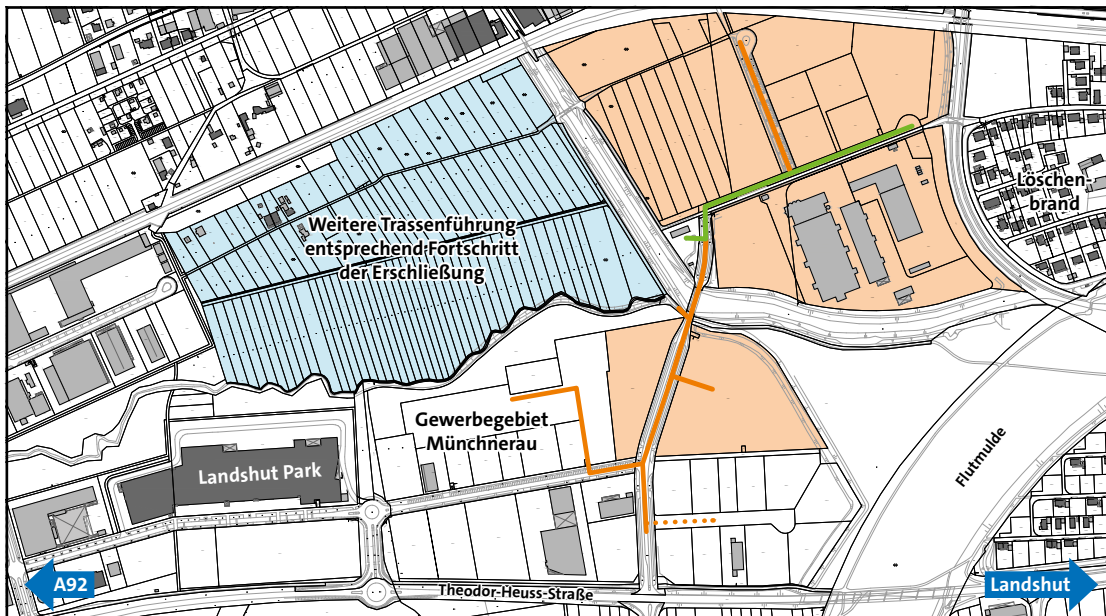 Löschen-
brand
Weitere Trassenführung
entsprechend Fortschritt
der Erschließung
Gewerbegebiet
Münchnerau
Landshut Park
Flutmulde
A92
Theodor-Heuss-Straße
Landshut